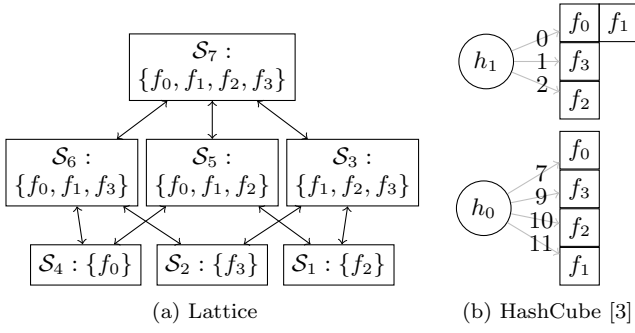 S₇ :
{f₀, f₁, f₂, f₃}
S₆ :
{f₀, f₁, f₃}
S₅ :
{f₀, f₁, f₂}
S₃ :
{f₁, f₂, f₃}
S₄ : {f₀}
S₂ : {f₃}
S₁ : {f₂}
(a) Lattice
h₁
0
1
2
f₀ f₁
f₃
f₂
h₀
7
9
10
11
f₀
f₃
f₂
f₁
(b) HashCube [3]